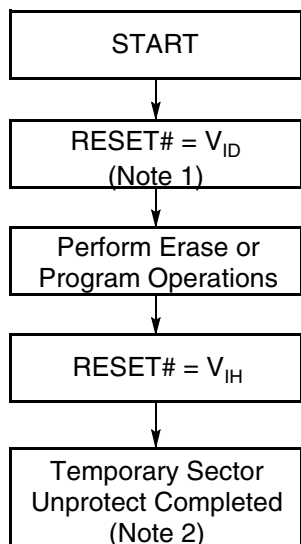 START
RESET# = VID
(Note 1)
Perform Erase or
Program Operations
RESET# = VIH
Temporary Sector
Unprotect Completed
(Note 2)